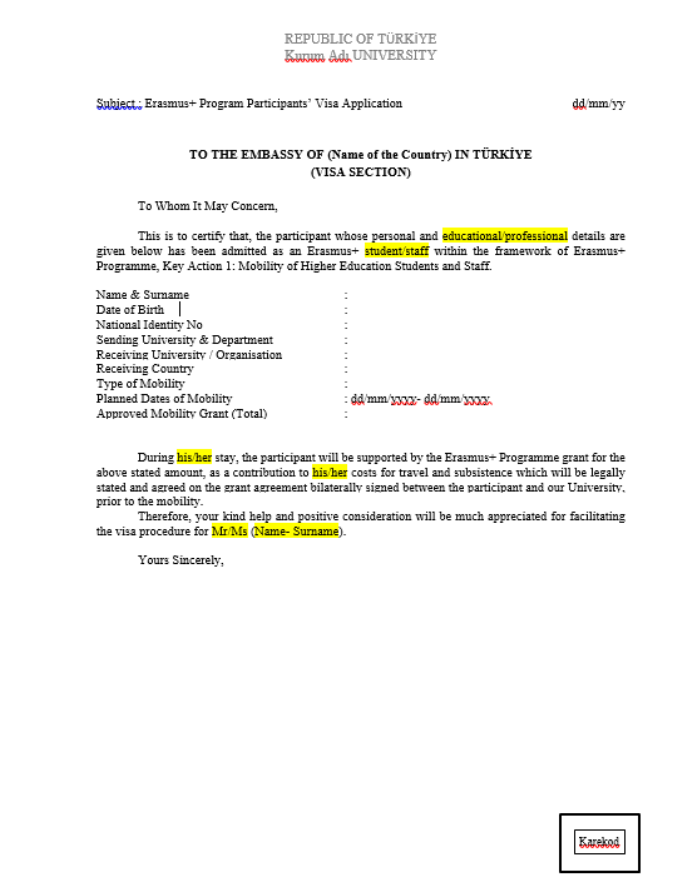 REPUBLIC OF TÜRKİYE
Kurum Adı UNIVERSITY
Subject : Erasmus+ Program Participants' Visa Application dd/mm/yy
TO THE EMBASSY OF (Name of the Country) IN TÜRKİYE
(VISA SECTION)
To Whom It May Concern,
This is to certify that, the participant whose personal and educational/professional details are
given below has been admitted as an Erasmus+ student/staff within the framework of Erasmus+
Programme, Key Action 1: Mobility of Higher Education Students and Staff.
Name & Surname :
Date of Birth :
National Identity No :
Sending University & Department :
Receiving University / Organisation :
Receiving Country :
Type of Mobility :
Planned Dates of Mobility : dd/mm/yyyy- dd/mm/yyyy
Approved Mobility Grant (Total) :
During his/her stay, the participant will be supported by the Erasmus+ Programme grant for the
above stated amount, as a contribution to his/her costs for travel and subsistence which will be legally
stated and agreed on the grant agreement bilaterally signed between the participant and our University,
prior to the mobility.
Therefore, your kind help and positive consideration will be much appreciated for facilitating
the visa procedure for Mr/Ms (Name- Surname).
Yours Sincerely,
Karekod